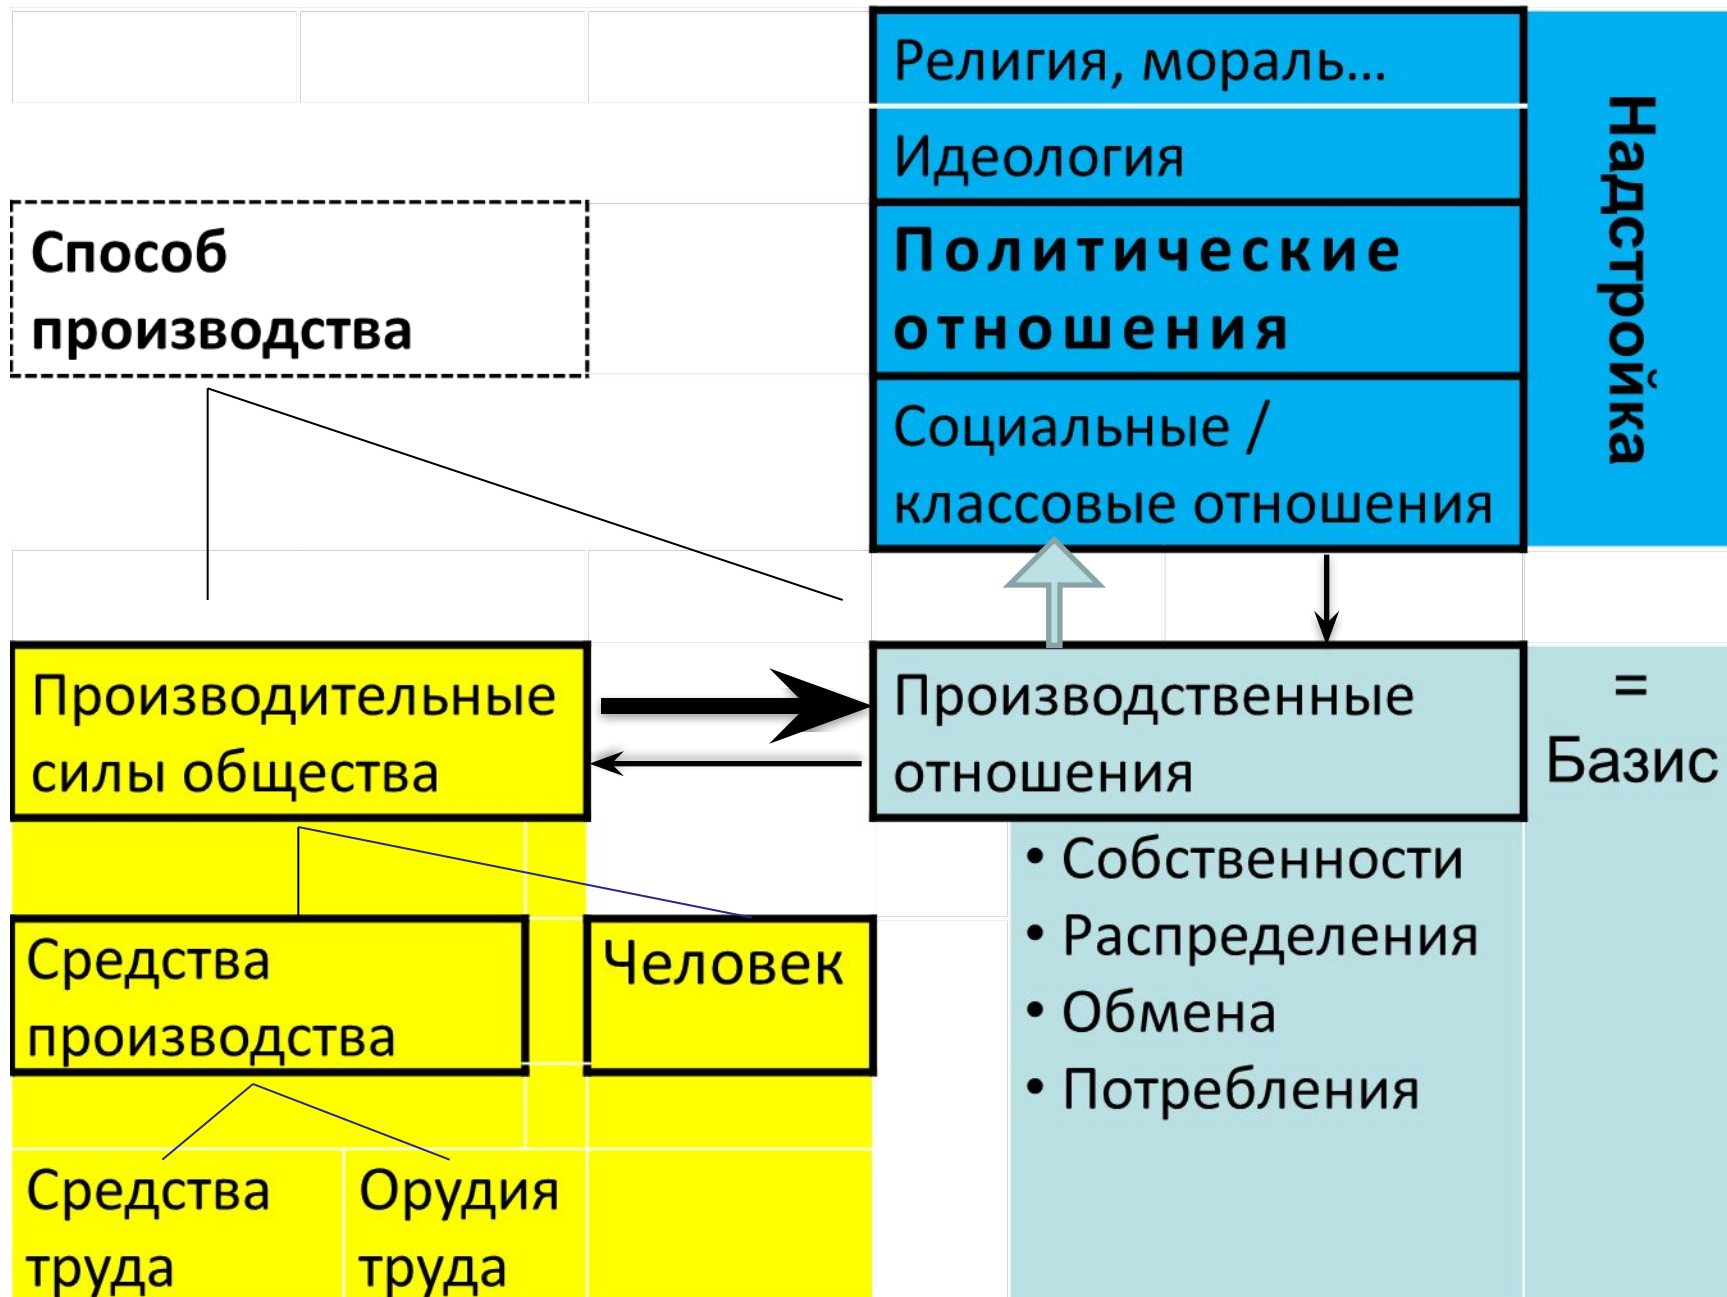 Религия, мораль...
Идеология
Надстройка
Способ
производства
Политические
отношения
Социальные /
классовые отношения
Производительные
силы общества
Производственные
отношения
=
Базис
• Собственности
• Распределения
• Обмена
• Потребления
Средства
производства
Человек
Средства
труда
Орудия
труда